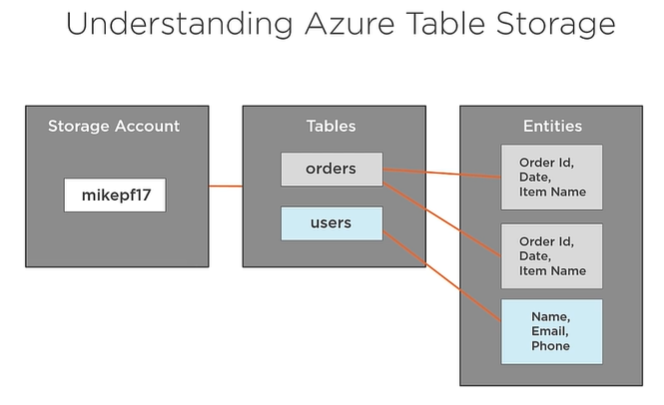 Understanding Azure Table Storage
Storage Account
mikepf17
Tables
orders
users
Entities
Order Id,
Date,
Item Name
Order Id,
Date,
Item Name
Name,
Email,
Phone